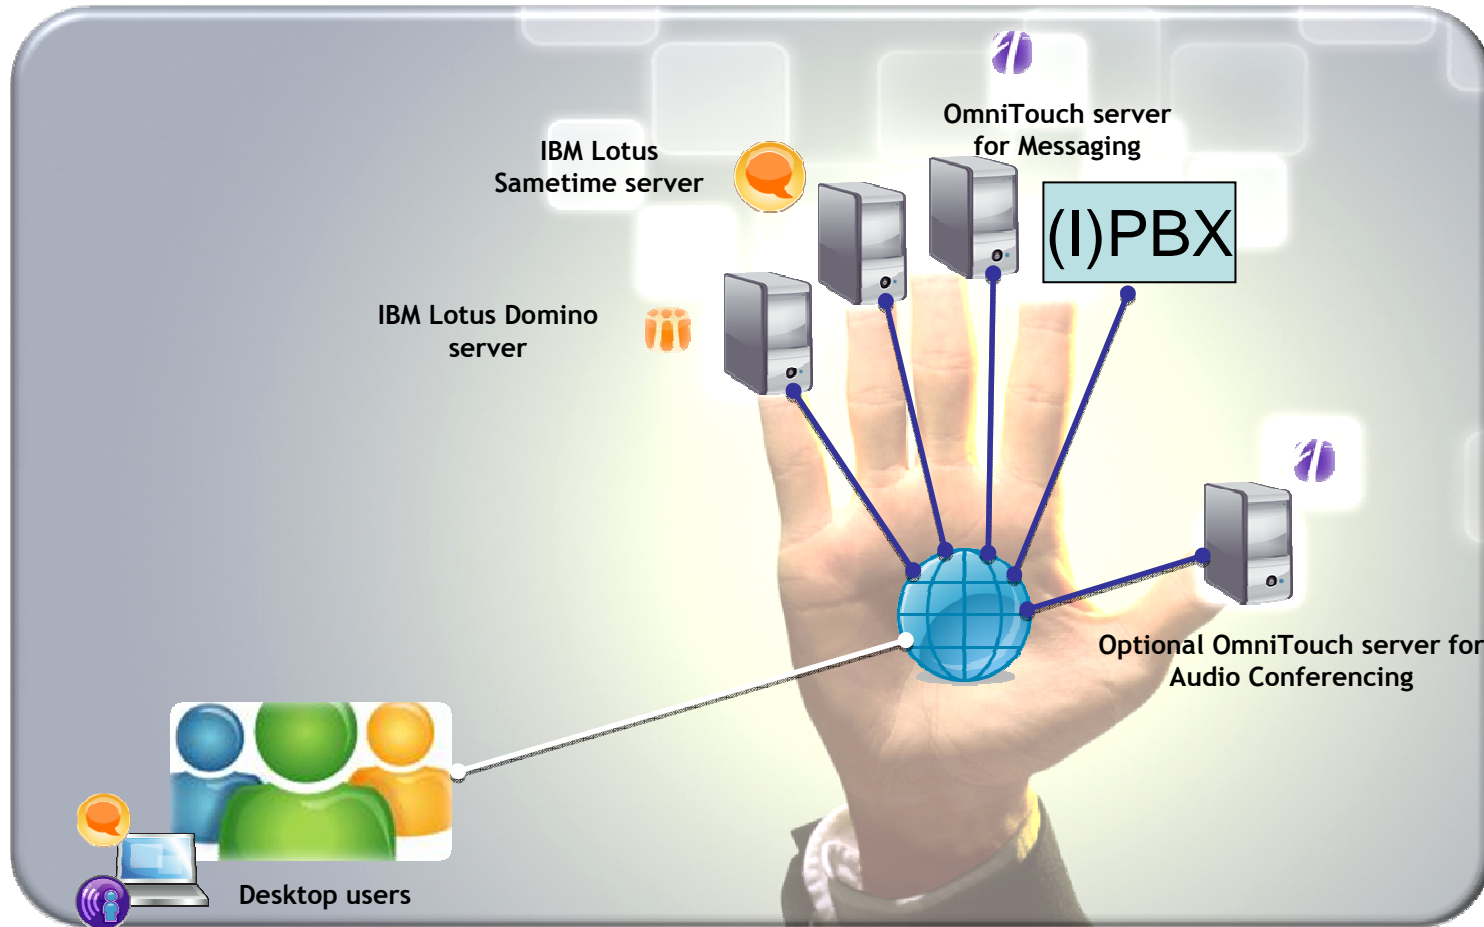 OmniTouch server
for Messaging
IBM Lotus
Sametime server
(I)PBX
IBM Lotus Domino
server
Optional OmniTouch server for
Audio Conferencing
Desktop users